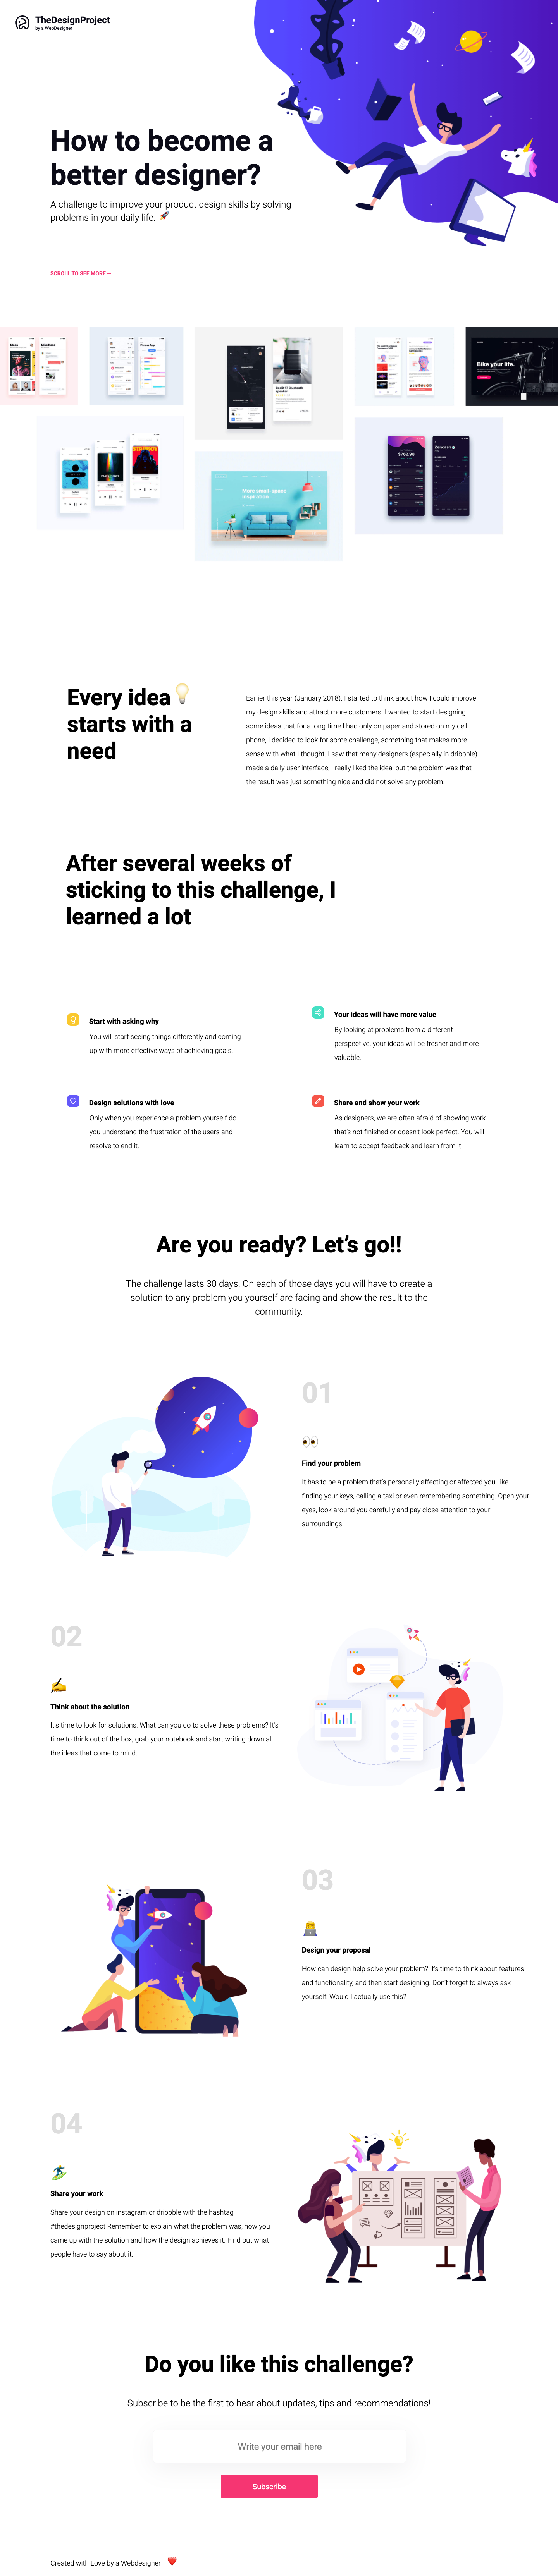 TheDesignProject
by a WebDesigner
How to become a
better designer?
A challenge to improve your product design skills by solving
problems in your daily life. 🚀
SCROLL TO SEE MORE –
Bike your life.
More small-space
inspiration
STARBOY
$762.98
Zencash
Every idea 💡
starts with a
need
Earlier this year (January 2018). I started to think about how I could improve
my design skills and attract more customers. I wanted to start designing
some ideas that for a long time I had only on paper and stored on my cell
phone, I decided to look for some challenge, something that makes more
sense with what I thought. I saw that many designers (especially in dribbble)
made a daily user interface, I really liked the idea, but the problem was that
the result was just something nice and did not solve any problem.
After several weeks of
sticking to this challenge, I
learned a lot
Start with asking why
You will start seeing things differently and coming
up with more effective ways of achieving goals.
Your ideas will have more value
By looking at problems from a different
perspective, your ideas will be fresher and more
valuable.
Design solutions with love
Only when you experience a problem yourself do
you understand the frustration of the users and
resolve to end it.
Share and show your work
As designers, we are often afraid of showing work
that's not finished or doesn't look perfect. You will
learn to accept feedback and learn from it.
Are you ready? Let's go!!
The challenge lasts 30 days. On each of those days you will have to create a
solution to any problem you yourself are facing and show the result to the
community.
01
👀
Find your problem
It has to be a problem that's personally affecting or affected you, like
finding your keys, calling a taxi or even remembering something. Open your
eyes, look around you carefully and pay close attention to your
surroundings.
02
✍️
Think about the solution
It's time to look for solutions. What can you do to solve these problems? It's
time to think out of the box, grab your notebook and start writing down all
the ideas that come to mind.
03
👨‍💻
Design your proposal
How can design help solve your problem? It's time to think about features
and functionality, and then start designing. Don't forget to always ask
yourself: Would I actually use this?
04
🏄
Share your work
Share your design on instagram or dribbble with the hashtag
#thedesignproject Remember to explain what the problem was, how you
came up with the solution and how the design achieves it. Find out what
people have to say about it.
Do you like this challenge?
Subscribe to be the first to hear about updates, tips and recommendations!
Write your email here
Subscribe
Created with Love by a Webdesigner ❤️